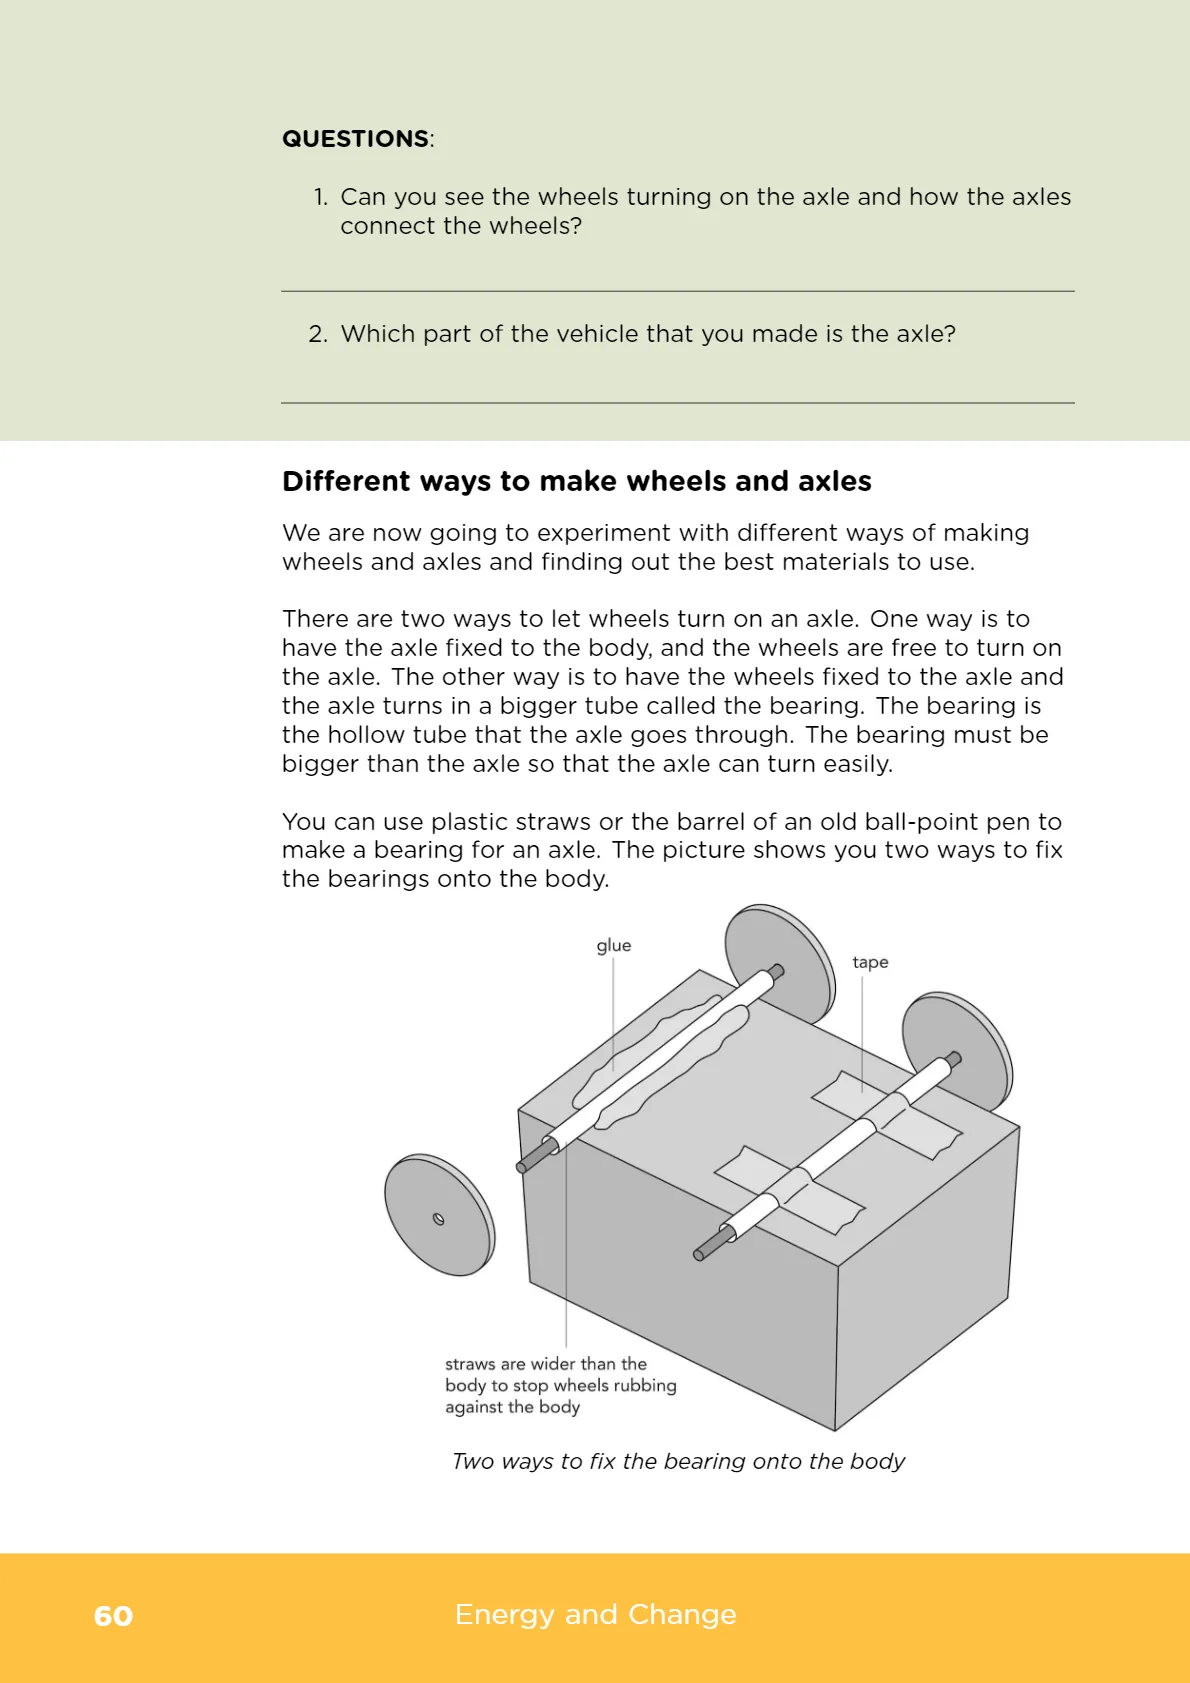 QUESTIONS:
1. Can you see the wheels turning on the axle and how the axles
connect the wheels?
2. Which part of the vehicle that you made is the axle?
Different ways to make wheels and axles
We are now going to experiment with different ways of making
wheels and axles and finding out the best materials to use.
There are two ways to let wheels turn on an axle. One way is to
have the axle fixed to the body, and the wheels are free to turn on
the axle. The other way is to have the wheels fixed to the axle and
the axle turns in a bigger tube called the bearing. The bearing is
the hollow tube that the axle goes through. The bearing must be
bigger than the axle so that the axle can turn easily.
You can use plastic straws or the barrel of an old ball-point pen to
make a bearing for an axle. The picture shows you two ways to fix
the bearings onto the body.
glue
tape
straws are wider than the
body to stop wheels rubbing
against the body
Two ways to fix the bearing onto the body
60
Energy and Change